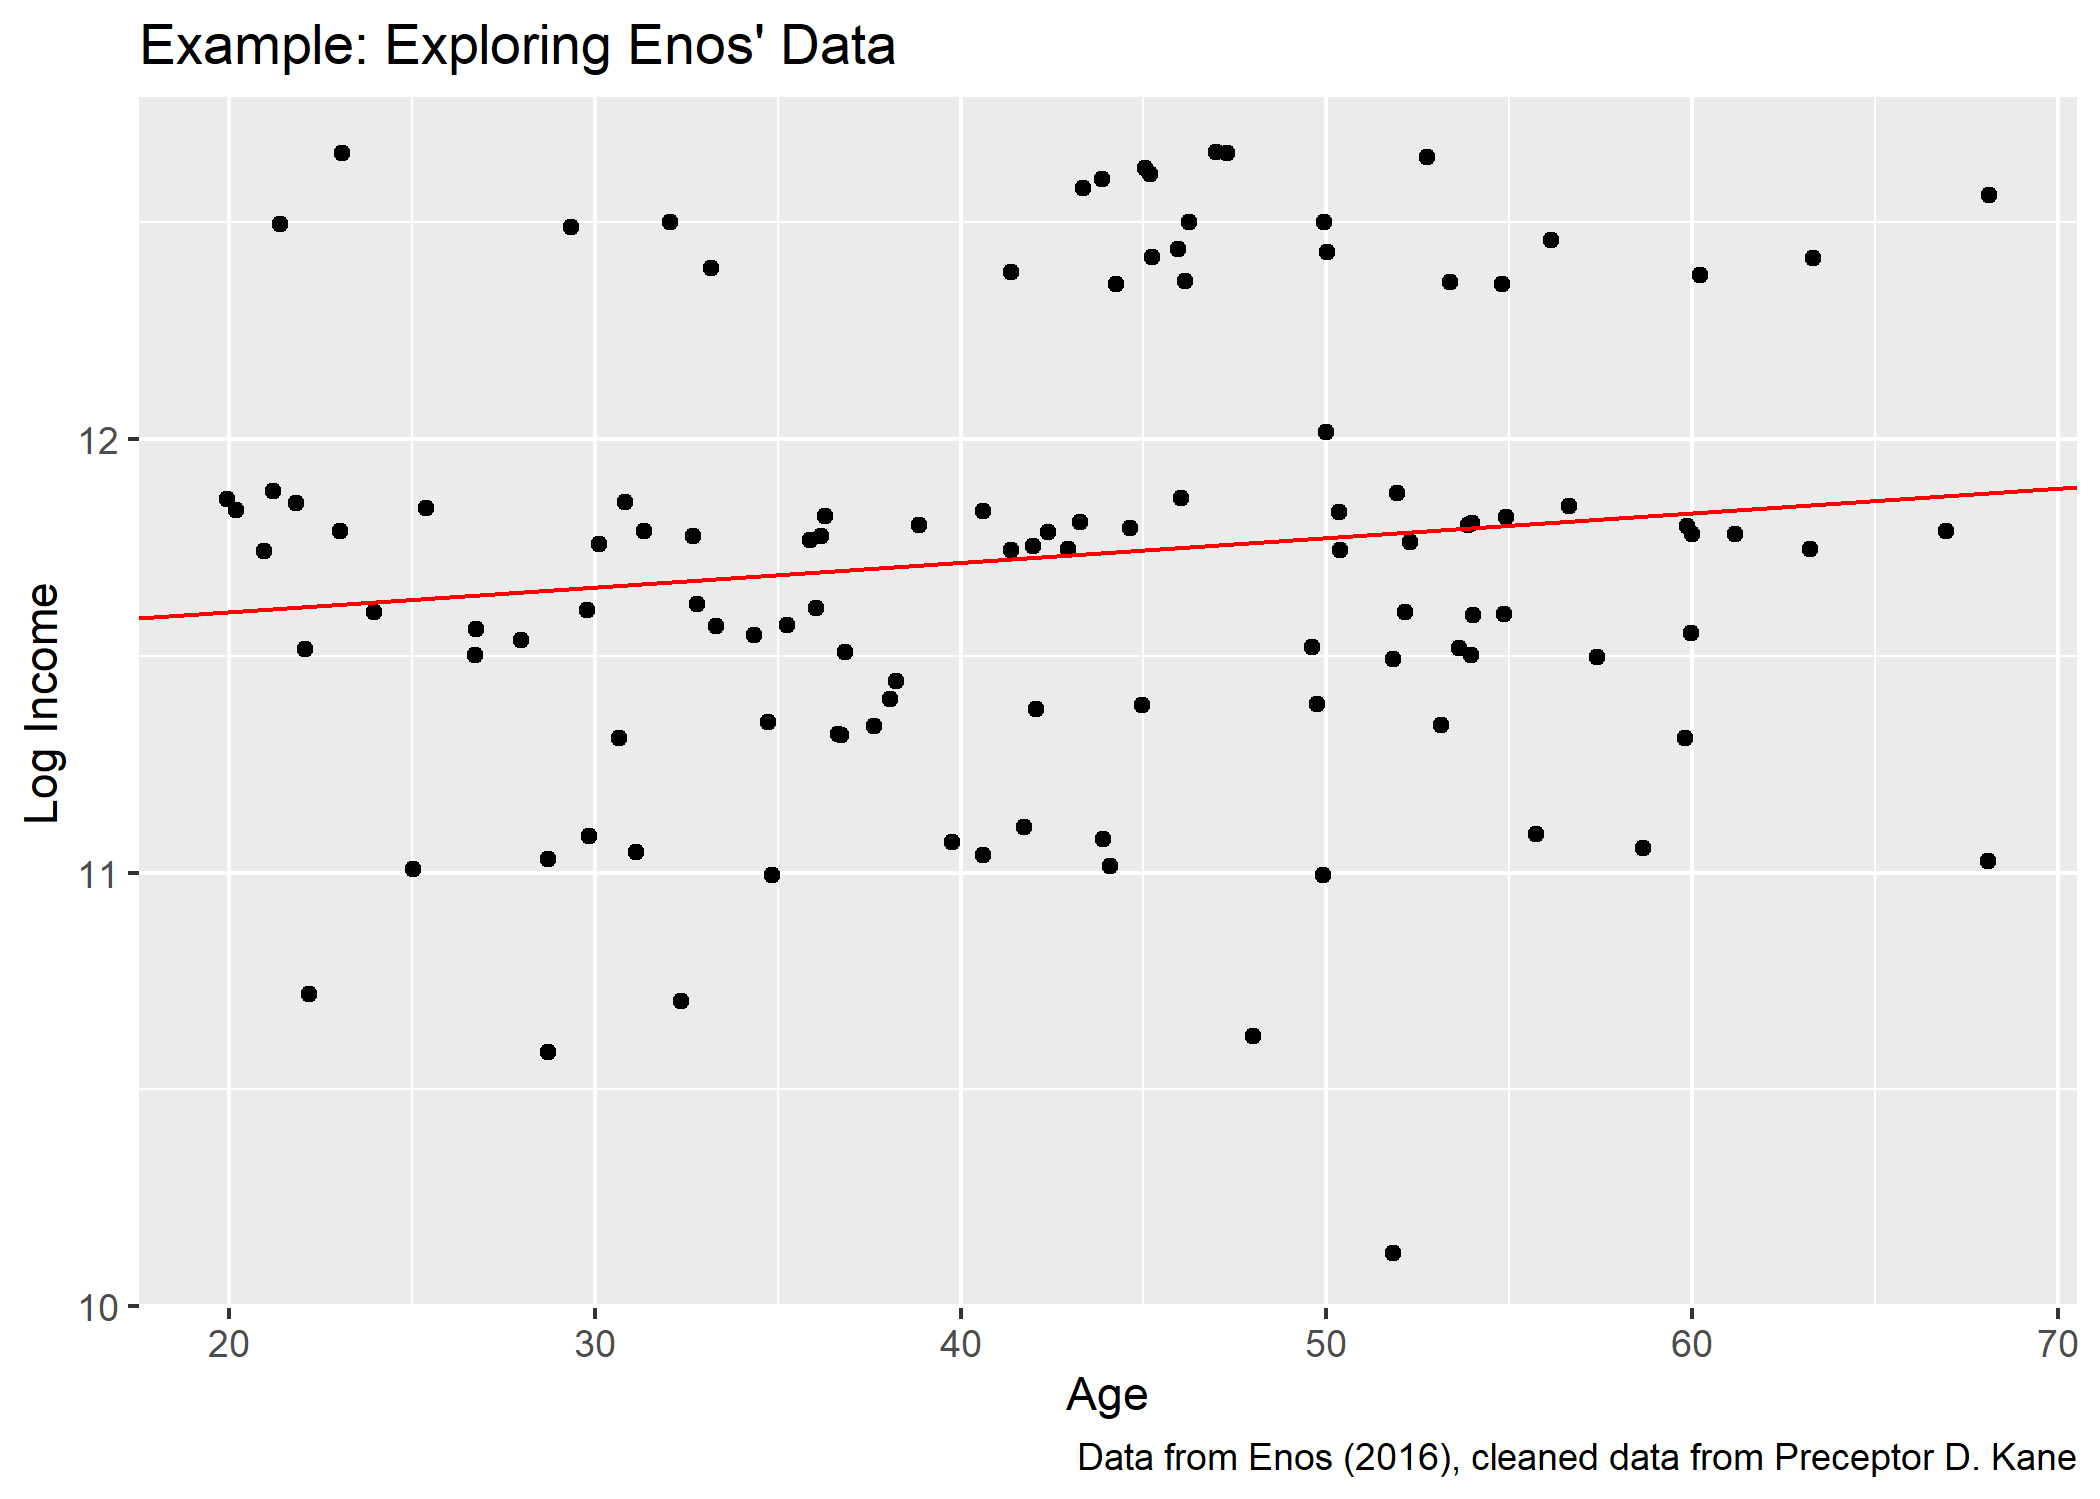 Example: Exploring Enos' Data
Log Income
12
11
10
20 30 40 50 60 70
Age
Data from Enos (2016), cleaned data from Preceptor D. Kane